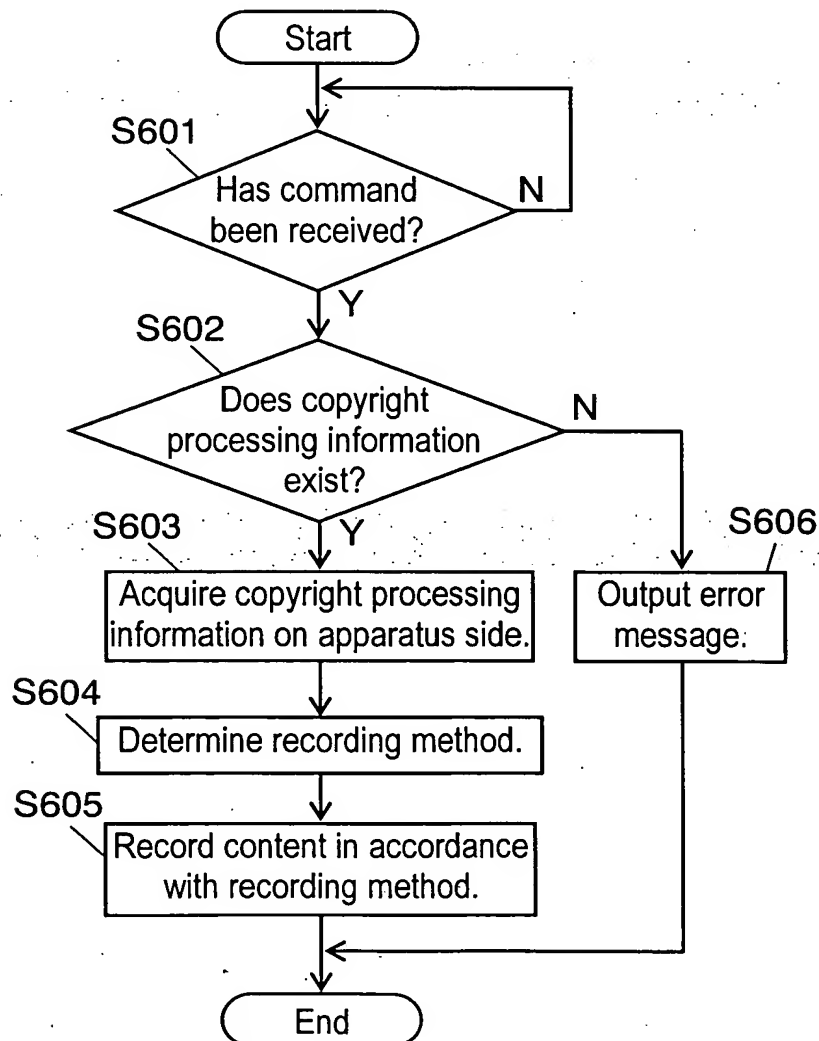 Start
S601
Has command
been received?
N
Y
S602
Does copyright
processing information
exist?
N
Y
S603
Acquire copyright processing
information on apparatus side.
S606
Output error
message.
S604
Determine recording method.
S605
Record content in accordance
with recording method.
End